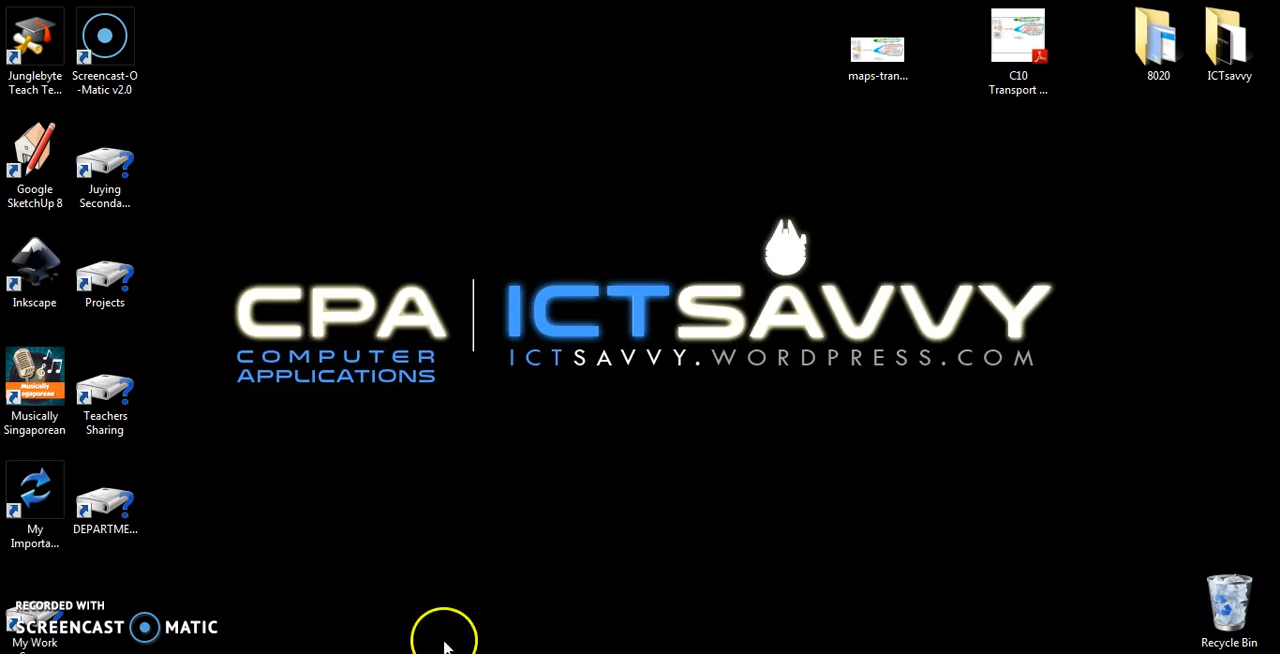 Junglebyte
Teach Te...
Screencast-O
-Matic v2.0
maps-tran...
C10
Transport ...
8020
ICTsavvy
Google
SketchUp 8
Juying
Seconda...
Inkscape
Projects
CPA
COMPUTER
APPLICATIONS
ICTSAVVY
ICTSAVVY.WORDPRESS.COM
Musically
Singaporean
Teachers
Sharing
My
Importa...
DEPARTME...
RECORDED WITH
SCREENCAST MATIC
My Work
Recycle Bin